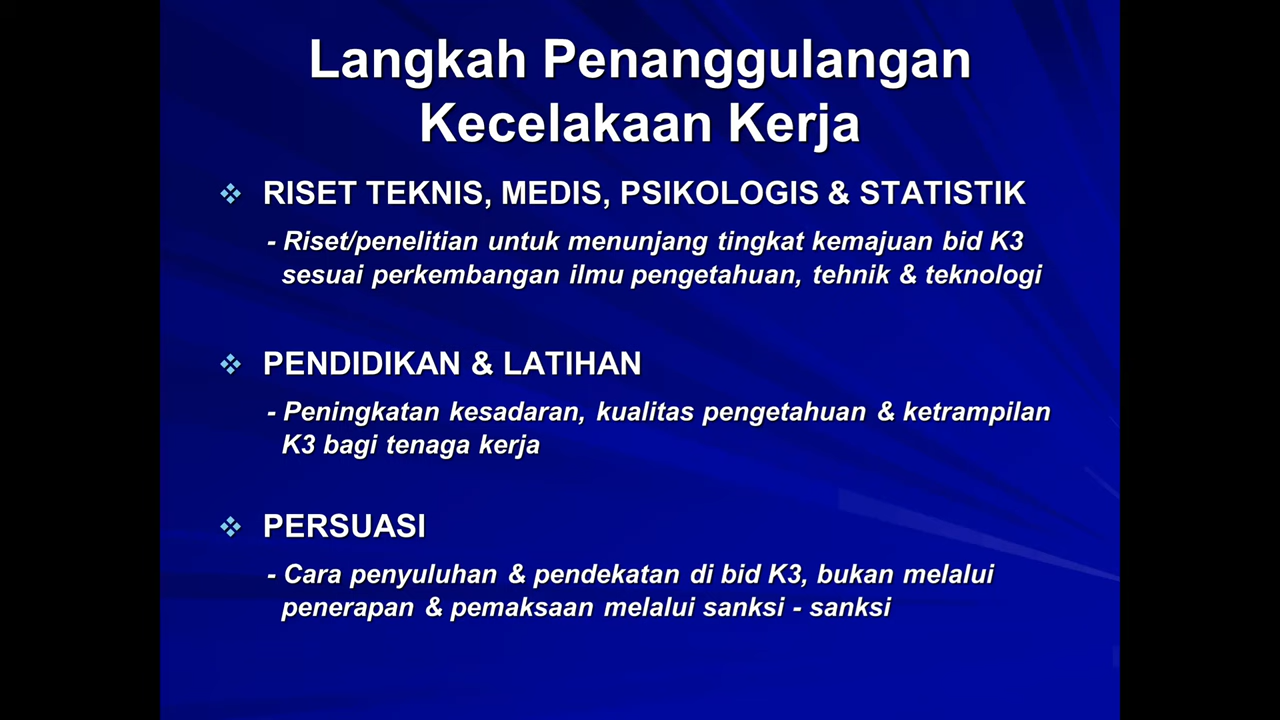 Langkah Penanggulangan
Kecelakaan Kerja
❖ RISET TEKNIS, MEDIS, PSIKOLOGIS & STATISTIK
- Riset/penelitian untuk menunjang tingkat kemajuan bid K3
sesuai perkembangan ilmu pengetahuan, tehnik & teknologi
❖ PENDIDIKAN & LATIHAN
- Peningkatan kesadaran, kualitas pengetahuan & ketrampilan
K3 bagi tenaga kerja
❖ PERSUASI
- Cara penyuluhan & pendekatan di bid K3, bukan melalui
penerapan & pemaksaan melalui sanksi - sanksi